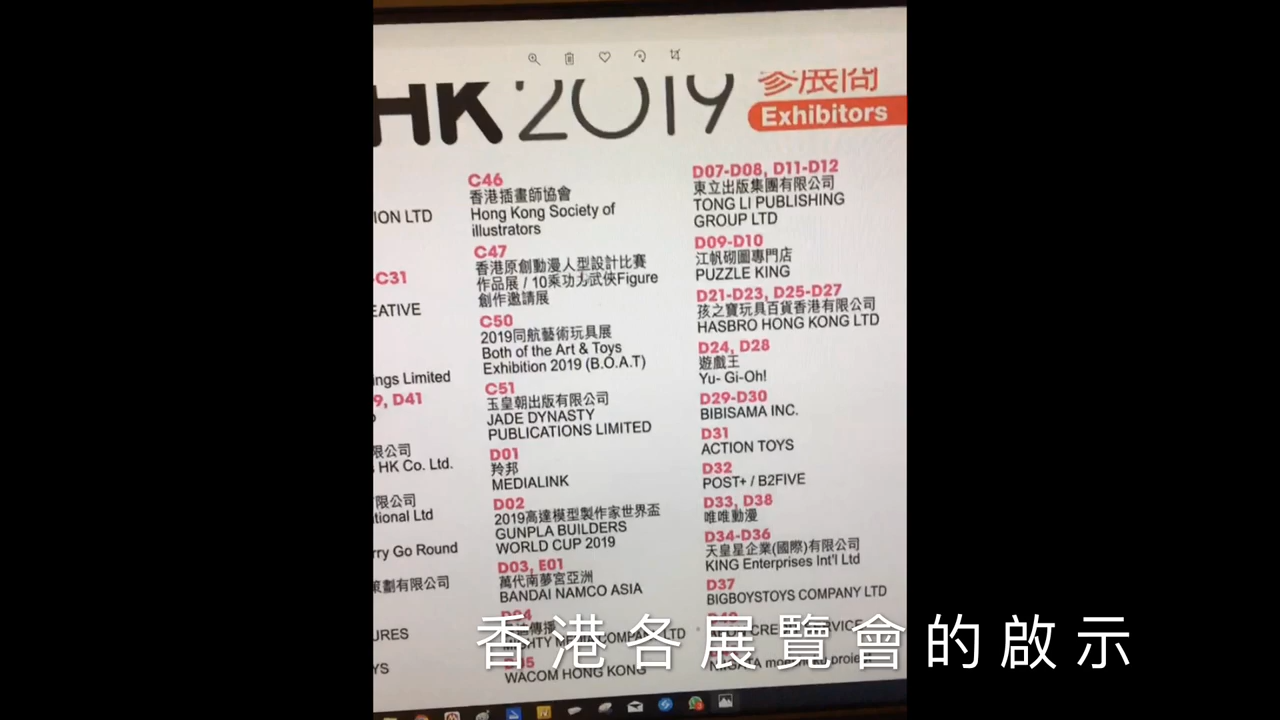 HK 2019
參展商
Exhibitors
ION LTD
-C31
EATIVE
ngs Limited
9, D41
限公司
HK Co. Ltd.
有限公司
ational Ltd
rry Go Round
策劃有限公司
URES
YS
C46
香港插畫師協會
Hong Kong Society of
illustrators
C47
香港原創動漫人型設計比賽
作品展 / 10乘功力武俠Figure
創作邀請展
C50
2019同航藝術玩具展
Both of the Art & Toys
Exhibition 2019 (B.O.A.T)
C51
玉皇朝出版有限公司
JADE DYNASTY
PUBLICATIONS LIMITED
D01
羚邦
MEDIALINK
D02
2019高達模型製作家世界盃
GUNPLA BUILDERS
WORLD CUP 2019
D03, E01
萬代南夢宮亞洲
BANDAI NAMCO ASIA
D04
傳播
MIGHTY MEDIA COMPANY LTD
D05
WACOM HONG KONG
D07-D08, D11-D12
東立出版集團有限公司
TONG LI PUBLISHING
GROUP LTD
D09-D10
江帆砌圖專門店
PUZZLE KING
D21-D23, D25-D27
孩之寶玩具百貨香港有限公司
HASBRO HONG KONG LTD
D24, D28
遊戲王
Yu- Gi-Oh!
D29-D30
BIBISAMA INC.
D31
ACTION TOYS
D32
POST+ / B2FIVE
D33, D38
唯唯動漫
D34-D36
天皇星企業(國際)有限公司
KING Enterprises Int'l Ltd
D37
BIGBOYSTOYS COMPANY LTD
香港各展覽會的啟示